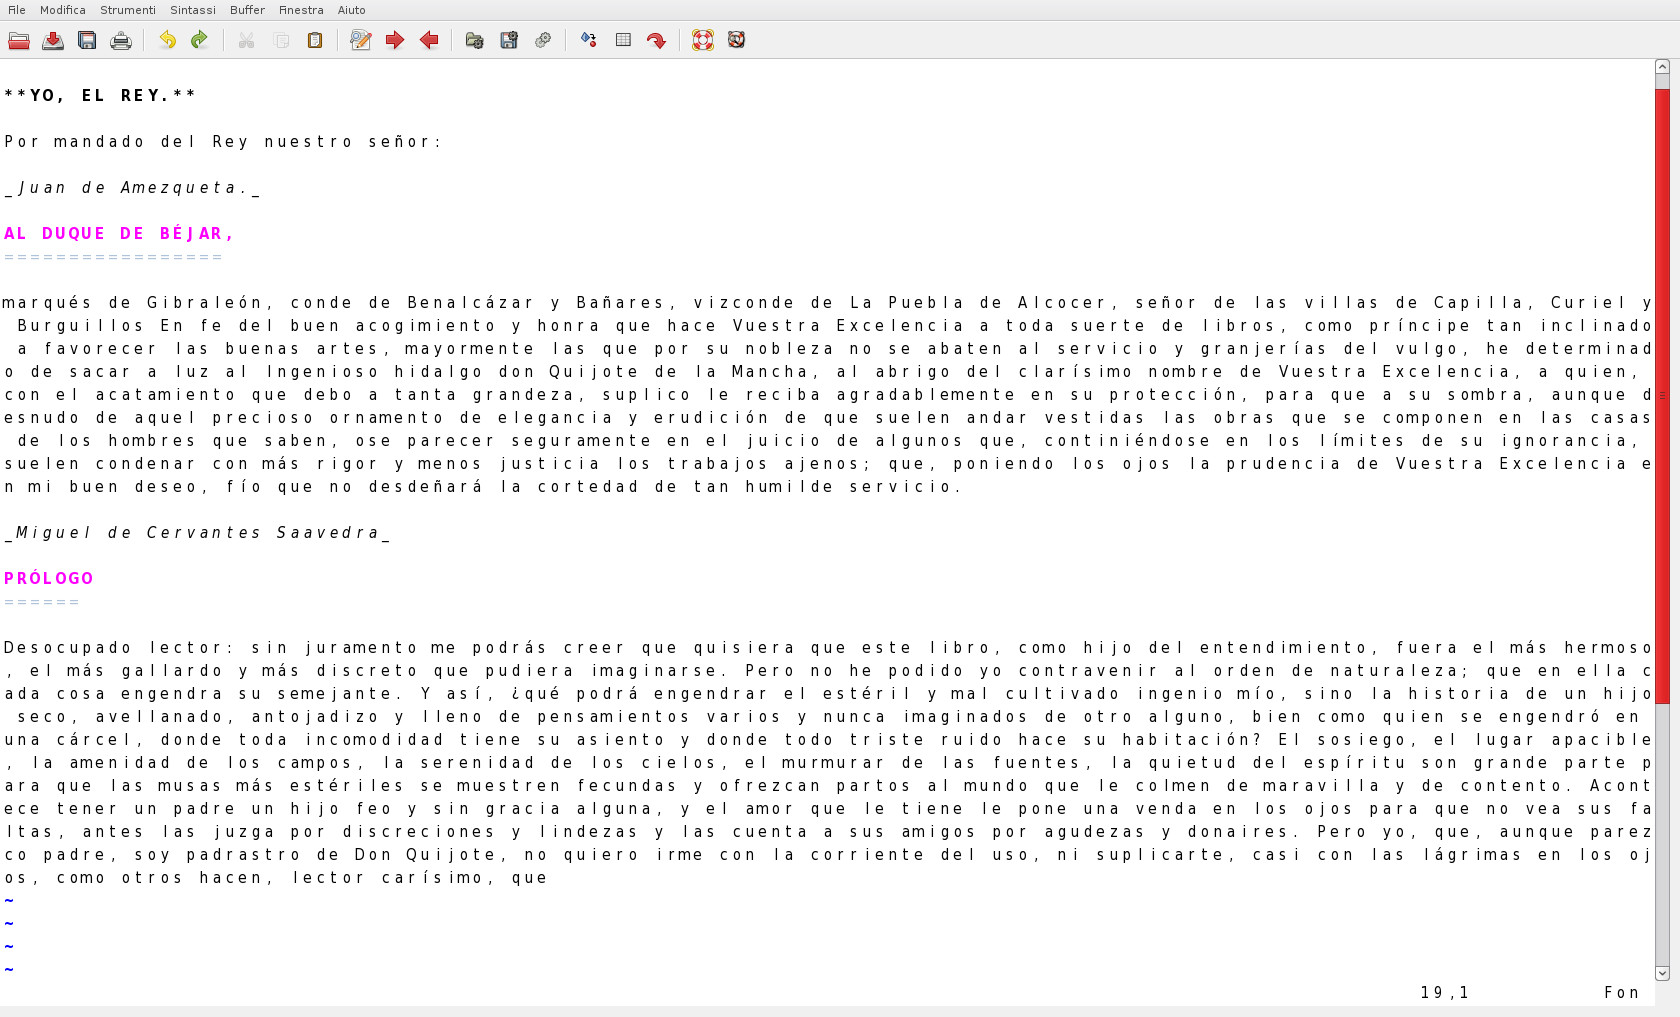 File Modifica Strumenti Sintassi Buffer Finestra Aiuto
**YO, EL REY.**
Por mandado del Rey nuestro señor:
_Juan de Amezqueta._
AL DUQUE DE BÉJAR,
=================
marqués de Gibraleón, conde de Benalcázar y Bañares, vizconde de La Puebla de Alcocer, señor de las villas de Capilla, Curiel y
Burguillos En fe del buen acogimiento y honra que hace Vuestra Excelencia a toda suerte de libros, como príncipe tan inclinado
a favorecer las buenas artes, mayormente las que por su nobleza no se abaten al servicio y granjerías del vulgo, he determinad
o de sacar a luz al Ingenioso hidalgo don Quijote de la Mancha, al abrigo del clarísimo nombre de Vuestra Excelencia, a quien,
con el acatamiento que debo a tanta grandeza, suplico le reciba agradablemente en su protección, para que a su sombra, aunque d
esnudo de aquel precioso ornamento de elegancia y erudición de que suelen andar vestidas las obras que se componen en las casas
de los hombres que saben, ose parecer seguramente en el juicio de algunos que, continiéndose en los límites de su ignorancia,
suelen condenar con más rigor y menos justicia los trabajos ajenos; que, poniendo los ojos la prudencia de Vuestra Excelencia e
n mi buen deseo, fío que no desdeñará la cortedad de tan humilde servicio.
_Miguel de Cervantes Saavedra_
PRÓLOGO
======
Desocupado lector: sin juramento me podrás creer que quisiera que este libro, como hijo del entendimiento, fuera el más hermoso
, el más gallardo y más discreto que pudiera imaginarse. Pero no he podido yo contravenir al orden de naturaleza; que en ella c
ada cosa engendra su semejante. Y así, ¿qué podrá engendrar el estéril y mal cultivado ingenio mío, sino la historia de un hijo
seco, avellanado, antojadizo y lleno de pensamientos varios y nunca imaginados de otro alguno, bien como quien se engendró en
una cárcel, donde toda incomodidad tiene su asiento y donde todo triste ruido hace su habitación? El sosiego, el lugar apacible
, la amenidad de los campos, la serenidad de los cielos, el murmurar de las fuentes, la quietud del espíritu son grande parte p
ara que las musas más estériles se muestren fecundas y ofrezcan partos al mundo que le colmen de maravilla y de contento. Acont
ece tener un padre un hijo feo y sin gracia alguna, y el amor que le tiene le pone una venda en los ojos para que no vea sus fa
ltas, antes las juzga por discreciones y lindezas y las cuenta a sus amigos por agudezas y donaires. Pero yo, que, aunque parez
co padre, soy padrastro de Don Quijote, no quiero irme con la corriente del uso, ni suplicarte, casi con las lágrimas en los oj
os, como otros hacen, lector carísimo, que
~
~
~
~
19,1 Fon